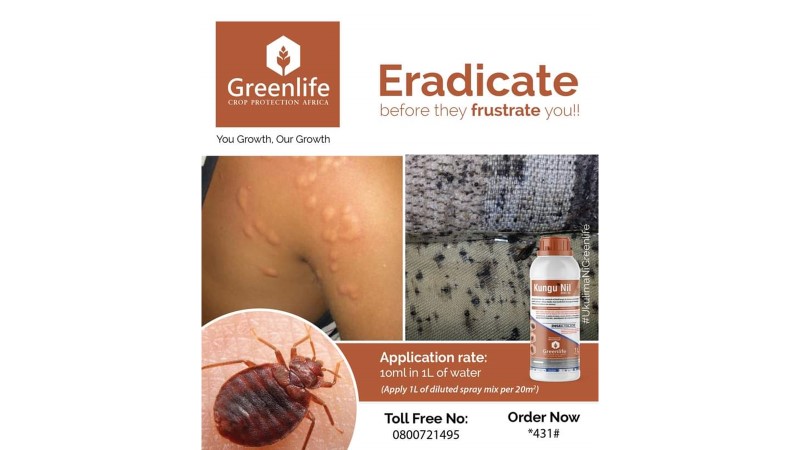 Greenlife
CROP PROTECTION AFRICA
You Growth, Our Growth
Eradicate
before they frustrate you!!
#UkulimaNiGreenlife
Kungu Nil
Greenlife
Application rate:
10ml in 1L of water
(Apply 1L of diluted spray mix per 20m²)
Toll Free No:
0800721495
Order Now
*431#